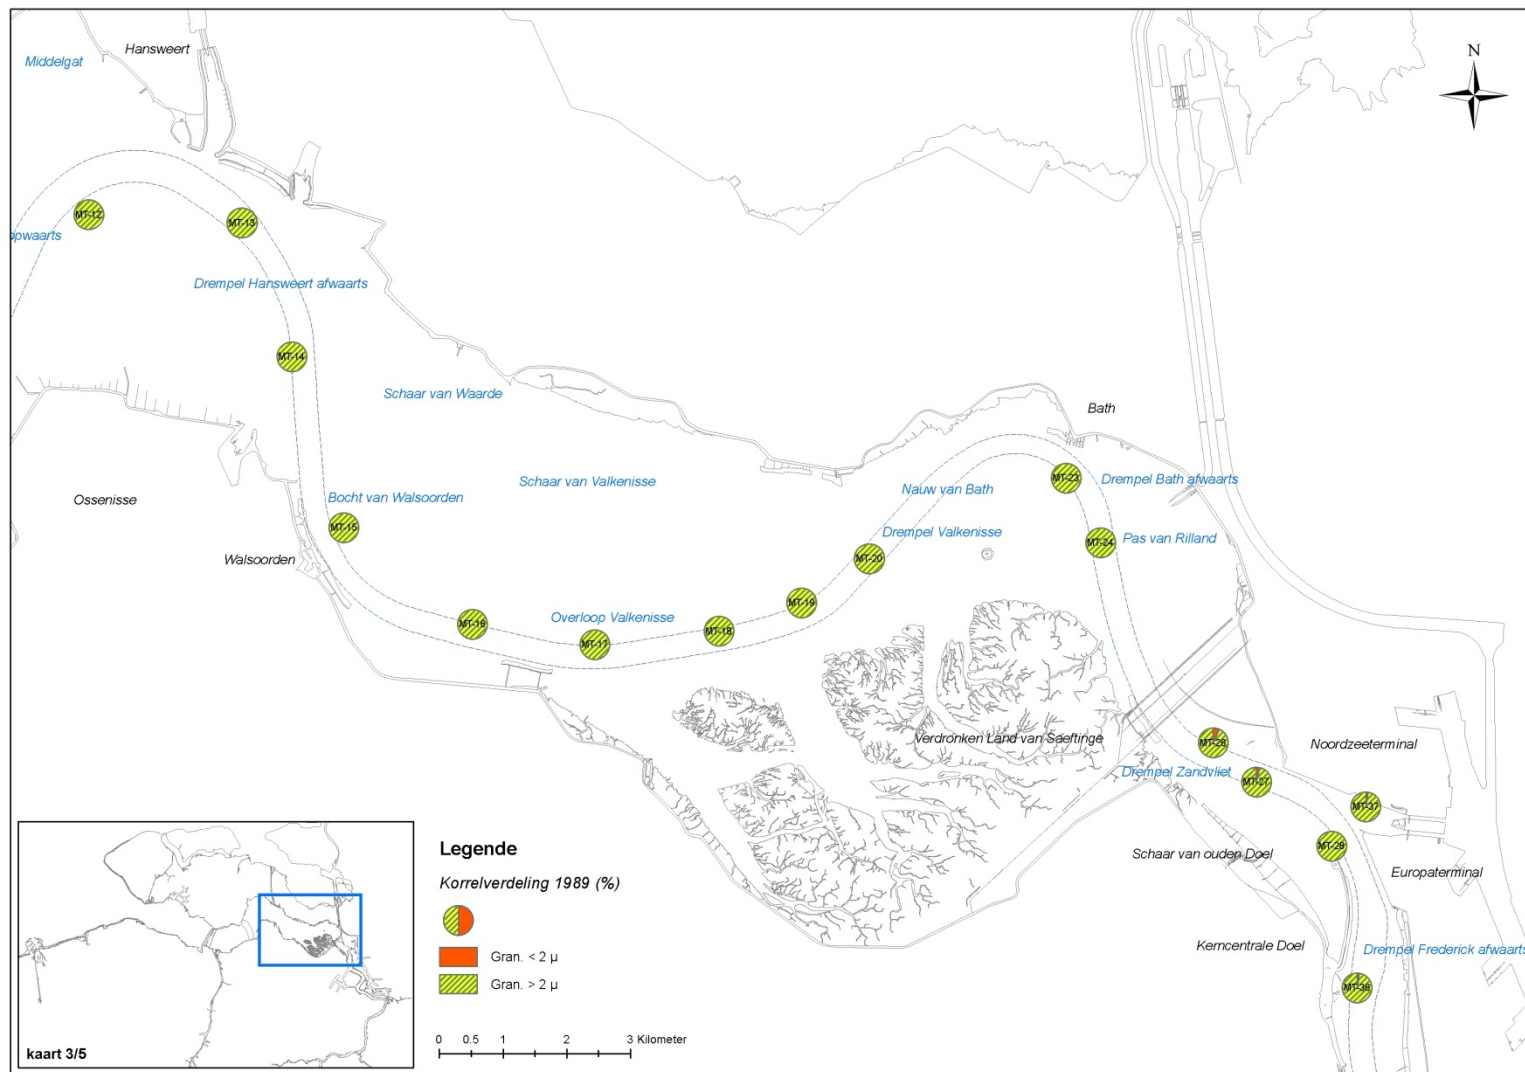 Hansweert
Middelgat
N
MT-12
MT-13
opwaarts
Drempel Hansweert afwaarts
MT-14
Schaar van Waarde
Bath
MT-23
Drempel Bath afwaarts
Schaar van Valkenisse
Nauw van Bath
Ossenisse
Bocht van Walsoorden
MT-15
Drempel Valkenisse
MT-24
Pas van Rilland
Walsoorden
MT-20
MT-19
Overloop Valkenisse
MT-16
MT-18
MT-17
Verdronken Land van Saeftinge
MT-26
Noordzeeterminal
Drempel Zandvliet
MT-27
MT-37
MT-28
Schaar van ouden Doel
Europaterminal
Kerncentrale Doel
Drempel Frederick afwaarts
Legende
Korrelverdeling 1989 (%)
Gran. < 2 µ
Gran. > 2 µ
0 0.5 1 2 3 Kilometer
kaart 3/5